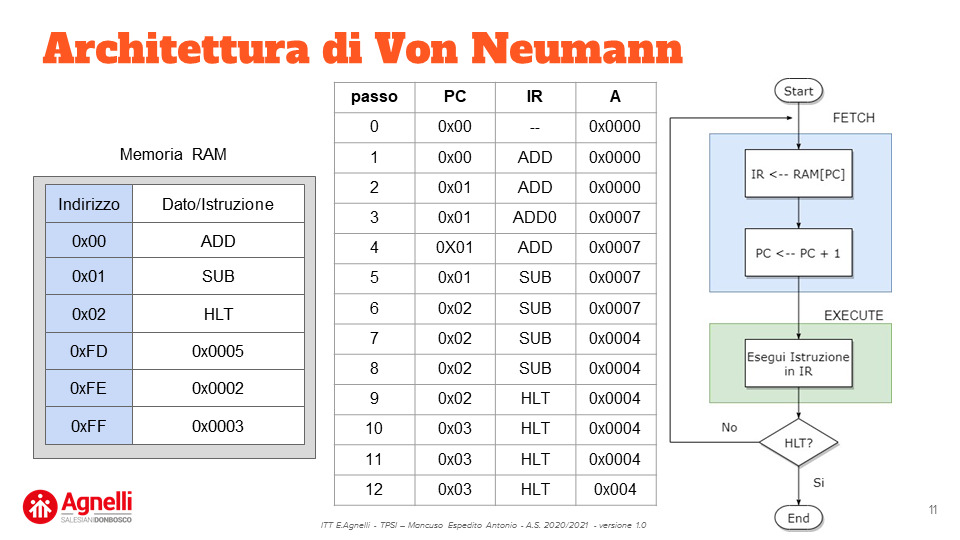 Architettura di Von Neumann
Memoria RAM
Indirizzo Dato/Istruzione
0x00 ADD
0x01 SUB
0x02 HLT
0xFD 0x0005
0xFE 0x0002
0xFF 0x0003
passo PC IR A
0 0x00 -- 0x0000
1 0x00 ADD 0x0000
2 0x01 ADD 0x0000
3 0x01 ADD0 0x0007
4 0X01 ADD 0x0007
5 0x01 SUB 0x0007
6 0x02 SUB 0x0007
7 0x02 SUB 0x0004
8 0x02 SUB 0x0004
9 0x02 HLT 0x0004
10 0x03 HLT 0x0004
11 0x03 HLT 0x0004
12 0x03 HLT 0x004
Start
FETCH
IR <-- RAM[PC]
PC <-- PC + 1
EXECUTE
Esegui Istruzione
in IR
No
HLT?
Si
End
Agnelli
SALESIANI DONBOSCO
ITT E.Agnelli - TPSI – Mancuso Espedito Antonio - A.S. 2020/2021 - versione 1.0
11